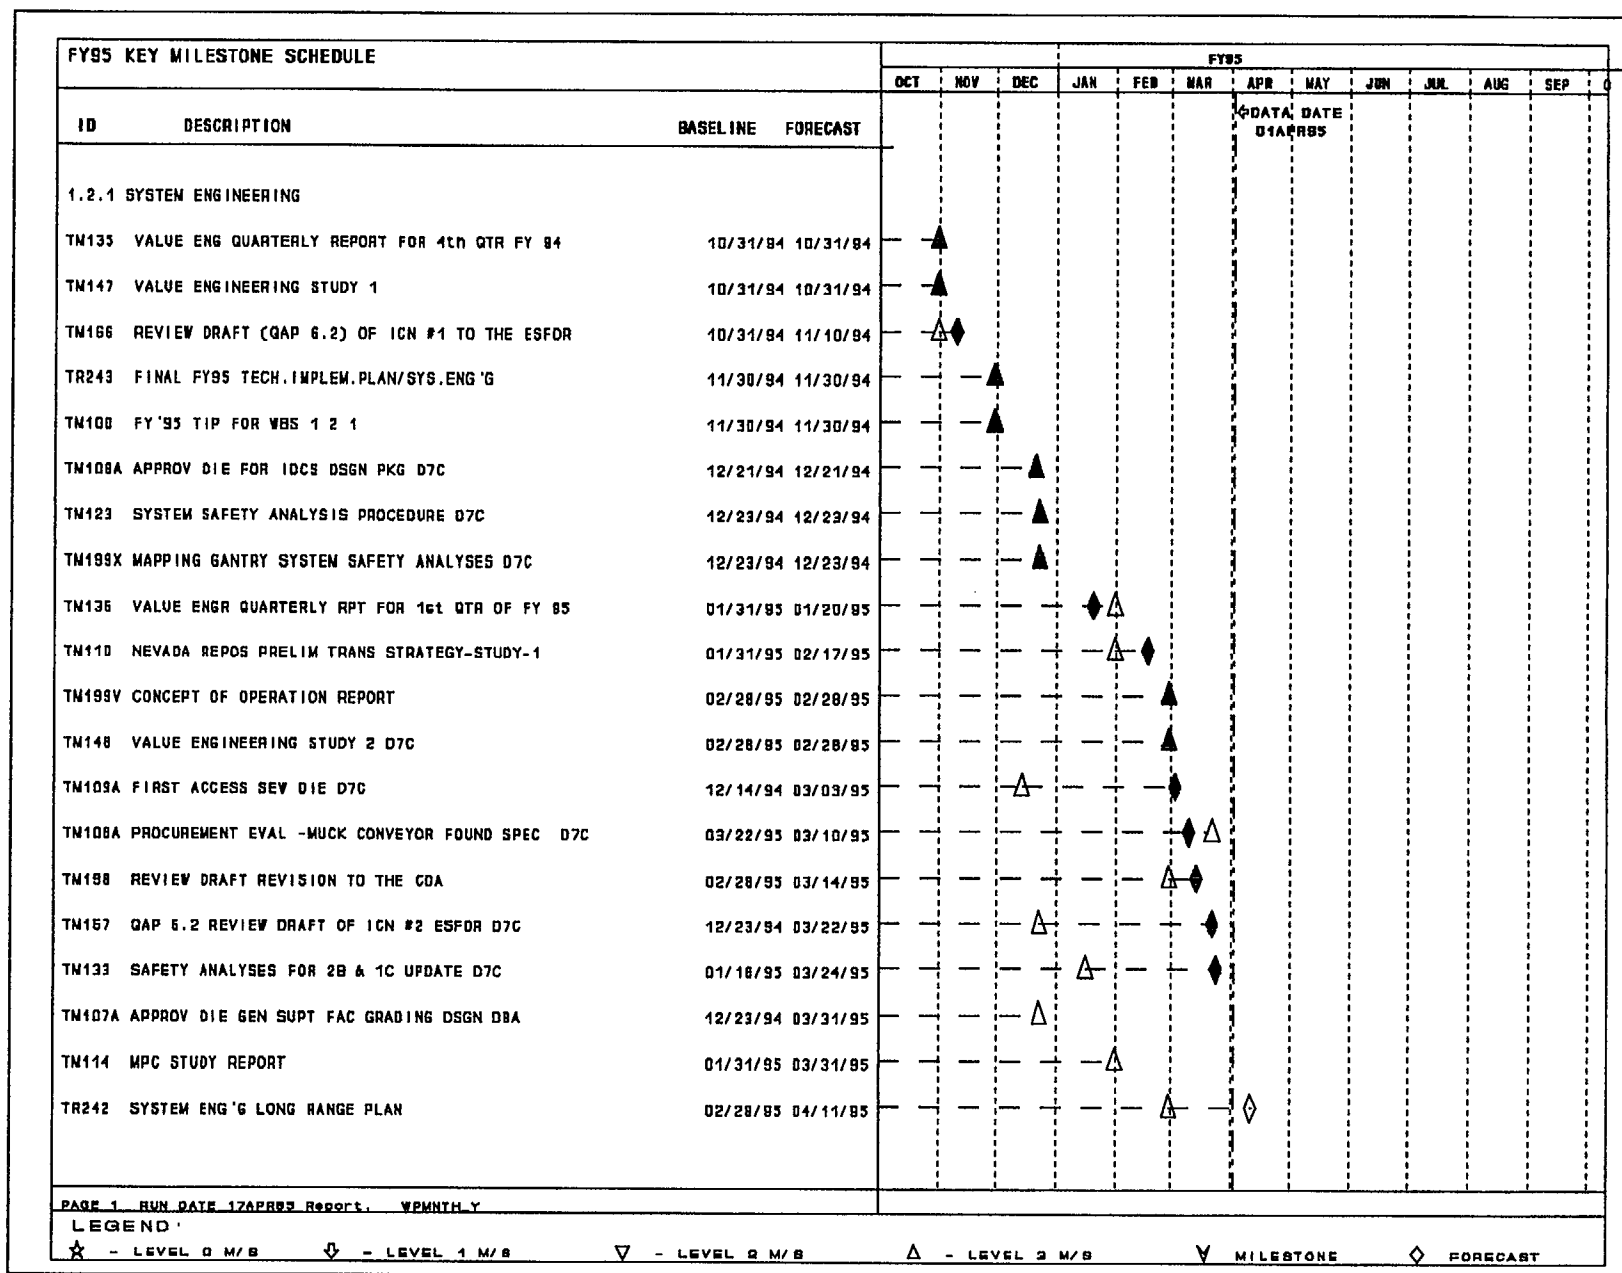 FY95 KEY MILESTONE SCHEDULE
FY95
OCT NOV DEC JAN FEB MAR APR MAY JUN JUL AUG SEP O
ID DESCRIPTION BASELINE FORECAST
DATA DATE
01APR95
1.2.1 SYSTEM ENGINEERING
TM135 VALUE ENG QUARTERLY REPORT FOR 4th QTR FY 94 10/31/94 10/31/94
TM147 VALUE ENGINEERING STUDY 1 10/31/94 10/31/94
TM166 REVIEW DRAFT (QAP 6.2) OF ICN #1 TO THE ESFDR 10/31/94 11/10/94
TR243 FINAL FY95 TECH.IMPLEM.PLAN/SYS.ENG'G 11/30/94 11/30/94
TM100 FY'95 TIP FOR WBS 1 2 1 11/30/94 11/30/94
TM108A APPROV DIE FOR IDCS DSGN PKG D7C 12/21/94 12/21/94
TM123 SYSTEM SAFETY ANALYSIS PROCEDURE D7C 12/23/94 12/23/94
TM199X MAPPING GANTRY SYSTEM SAFETY ANALYSES D7C 12/23/94 12/23/94
TM136 VALUE ENGR QUARTERLY RPT FOR 1st QTR OF FY 95 01/31/95 01/20/95
TM110 NEVADA REPOS PRELIM TRANS STRATEGY-STUDY-1 01/31/95 02/17/95
TM199V CONCEPT OF OPERATION REPORT 02/28/95 02/28/95
TM148 VALUE ENGINEERING STUDY 2 D7C 02/28/95 02/28/95
TM109A FIRST ACCESS SEW DIE D7C 12/14/94 03/03/95
TM108A PROCUREMENT EVAL -MUCK CONVEYOR FOUND SPEC D7C 03/22/95 03/10/95
TM198 REVIEW DRAFT REVISION TO THE CDA 02/28/95 03/14/95
TM167 QAP 6.2 REVIEW DRAFT OF ICN #2 ESFDR D7C 12/23/94 03/22/95
TM133 SAFETY ANALYSES FOR 2B & 1C UPDATE D7C 01/16/95 03/24/95
TM107A APPROV DIE GEN SUPT FAC GRADING DSGN D8A 12/23/94 03/31/95
TM114 MPC STUDY REPORT 01/31/95 03/31/95
TR242 SYSTEM ENG'G LONG RANGE PLAN 02/28/95 04/11/95
PAGE 1 RUN DATE 17APR95 Report. WPMNTH_Y
LEGEND
- LEVEL 0 M/S - LEVEL 1 M/S - LEVEL 2 M/S - LEVEL 3 M/S MILESTONE FORECAST